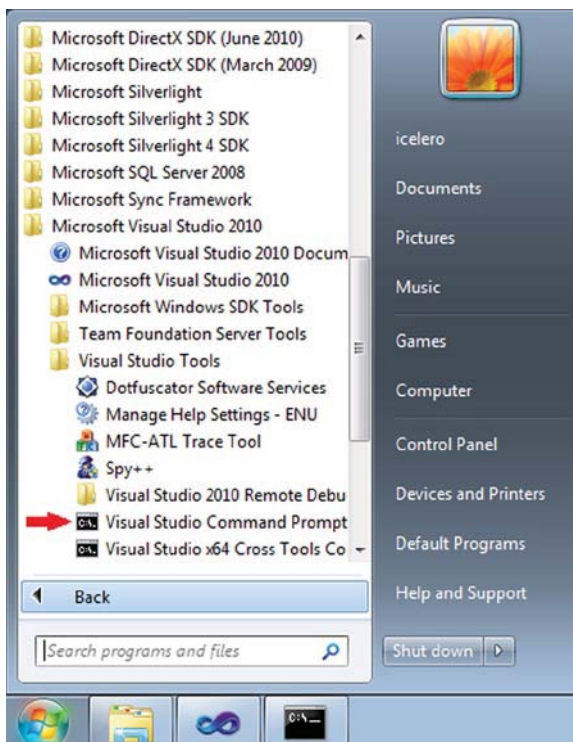 Microsoft DirectX SDK (June 2010)
Microsoft DirectX SDK (March 2009)
Microsoft Silverlight
Microsoft Silverlight 3 SDK
Microsoft Silverlight 4 SDK
Microsoft SQL Server 2008
Microsoft Sync Framework
Microsoft Visual Studio 2010
Microsoft Visual Studio 2010 Docum
Microsoft Visual Studio 2010
Microsoft Windows SDK Tools
Team Foundation Server Tools
Visual Studio Tools
Dotfuscator Software Services
Manage Help Settings - ENU
MFC-ATL Trace Tool
Spy++
Visual Studio 2010 Remote Debu
Visual Studio Command Prompt
Visual Studio x64 Cross Tools Co
Back
Search programs and files
icelero
Documents
Pictures
Music
Games
Computer
Control Panel
Devices and Printers
Default Programs
Help and Support
Shut down
C:\_